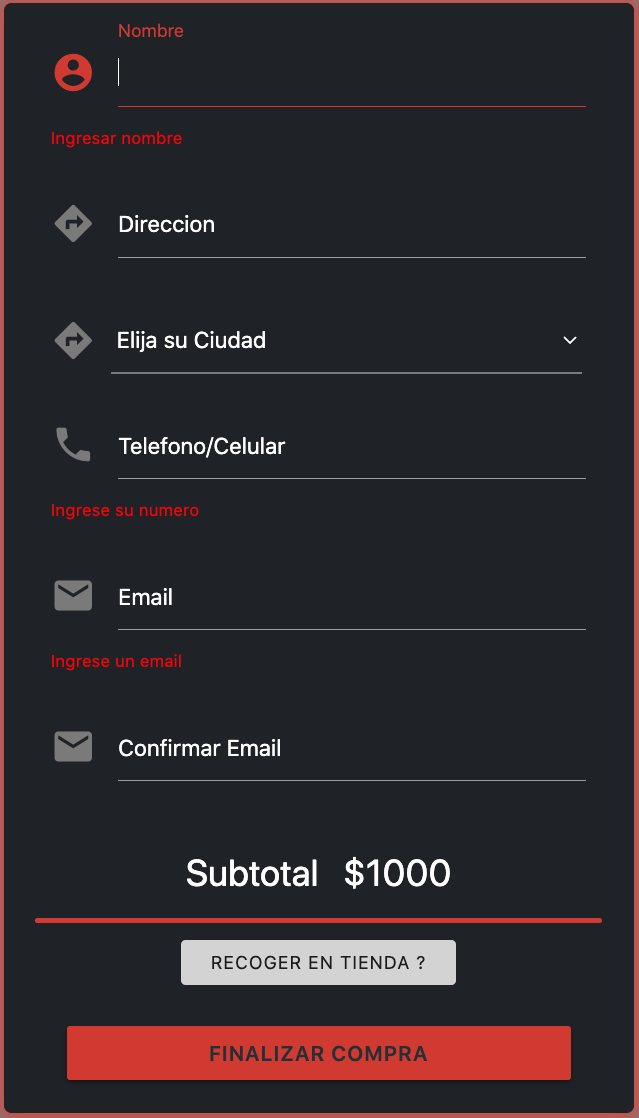 Nombre
Ingresar nombre
Direccion
Elija su Ciudad
Telefono/Celular
Ingrese su numero
Email
Ingrese un email
Confirmar Email
Subtotal $1000
RECOGER EN TIENDA ?
FINALIZAR COMPRA